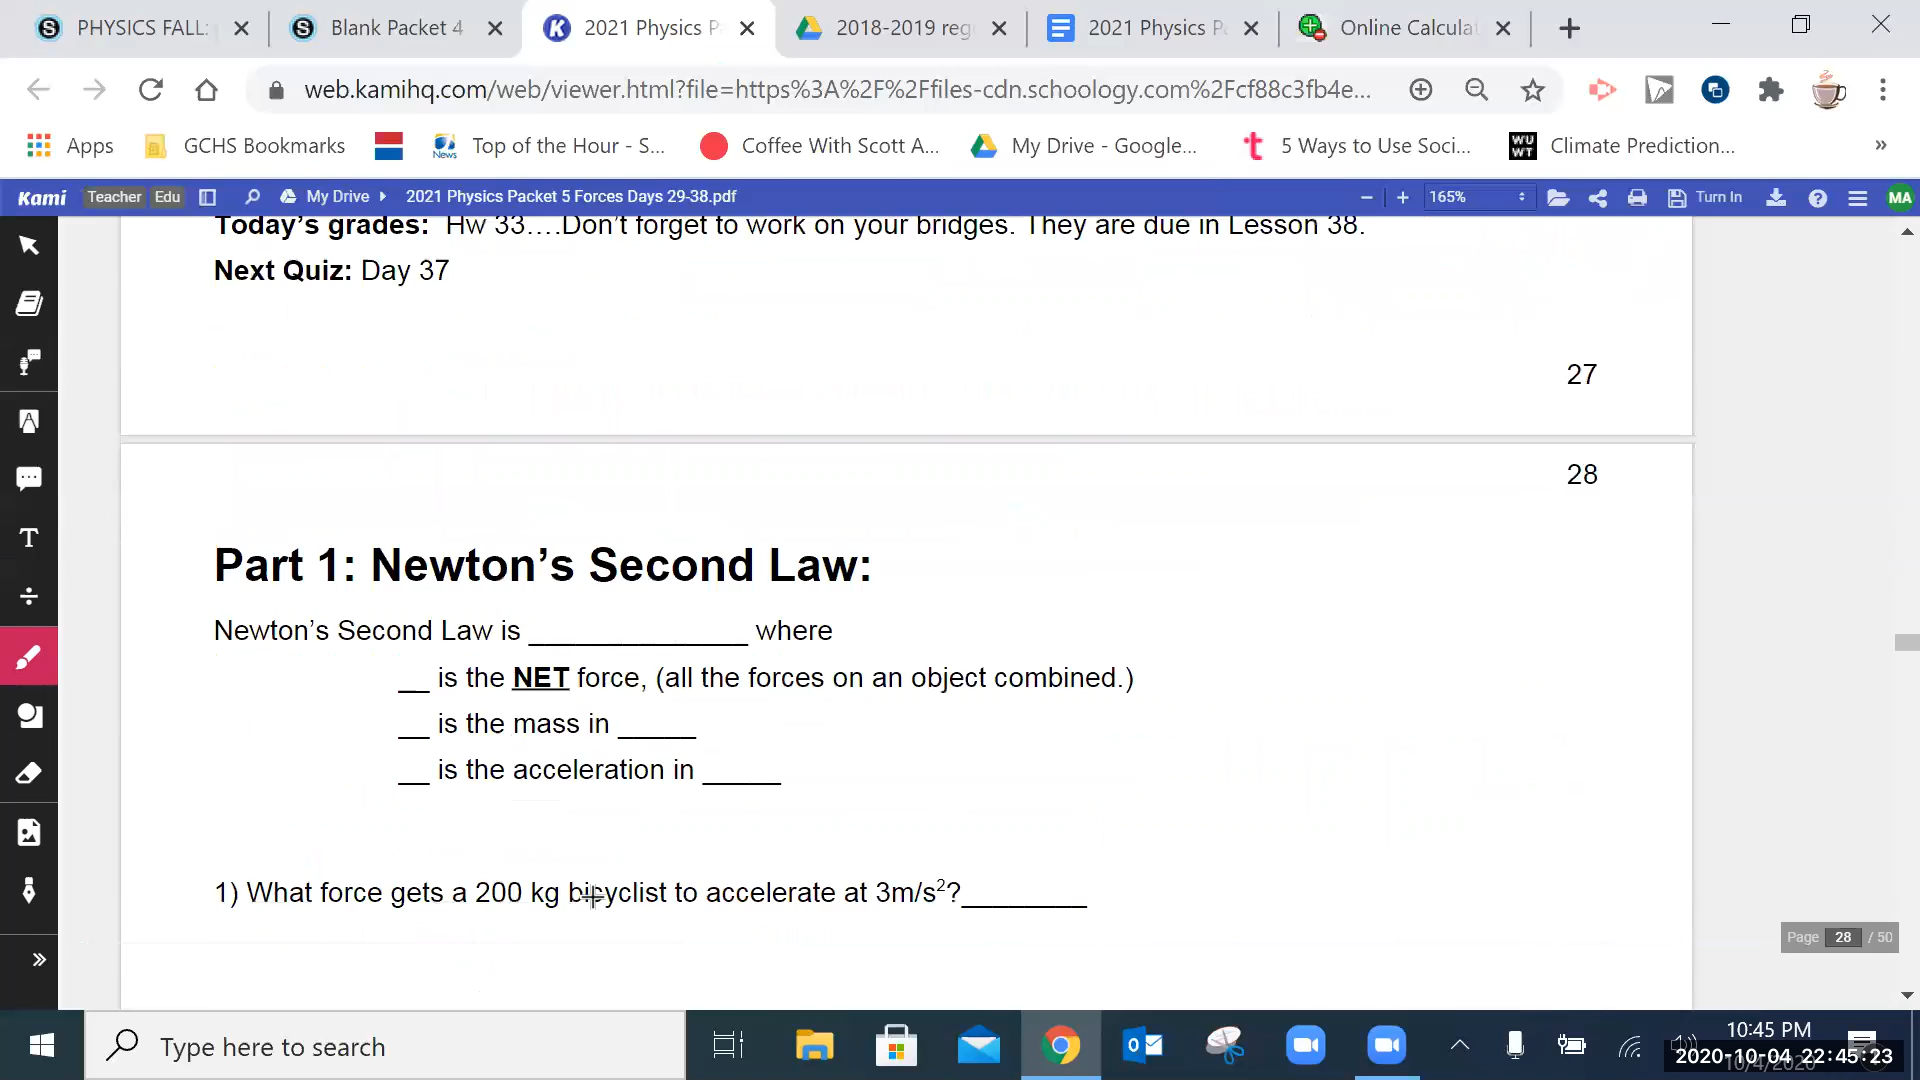 PHYSICS FALL:
Blank Packet 4
2021 Physics P
2018-2019 reg
2021 Physics P
Online Calculat
web.kamihq.com/web/viewer.html?file=https%3A%2F%2Ffiles-cdn.schoology.com%2Fcf88c3fb4e...
Apps
GCHS Bookmarks
News
Top of the Hour - S...
Coffee With Scott A...
My Drive - Google...
5 Ways to Use Soci...
WU
WT
Climate Prediction...
»
Kami
Teacher
Edu
My Drive
2021 Physics Packet 5 Forces Days 29-38.pdf
165%
Turn In
MA
Today's grades: Hw 33….Don't forget to work on your bridges. They are due in Lesson 38.
Next Quiz: Day 37
27
28
Part 1: Newton's Second Law:
Newton's Second Law is ______________ where
__ is the NET force, (all the forces on an object combined.)
__ is the mass in _____
__ is the acceleration in _____
1) What force gets a 200 kg bicyclist to accelerate at 3m/s²?________
Page 28 / 50
Type here to search
10:45 PM
2020-10-04 22:45:23